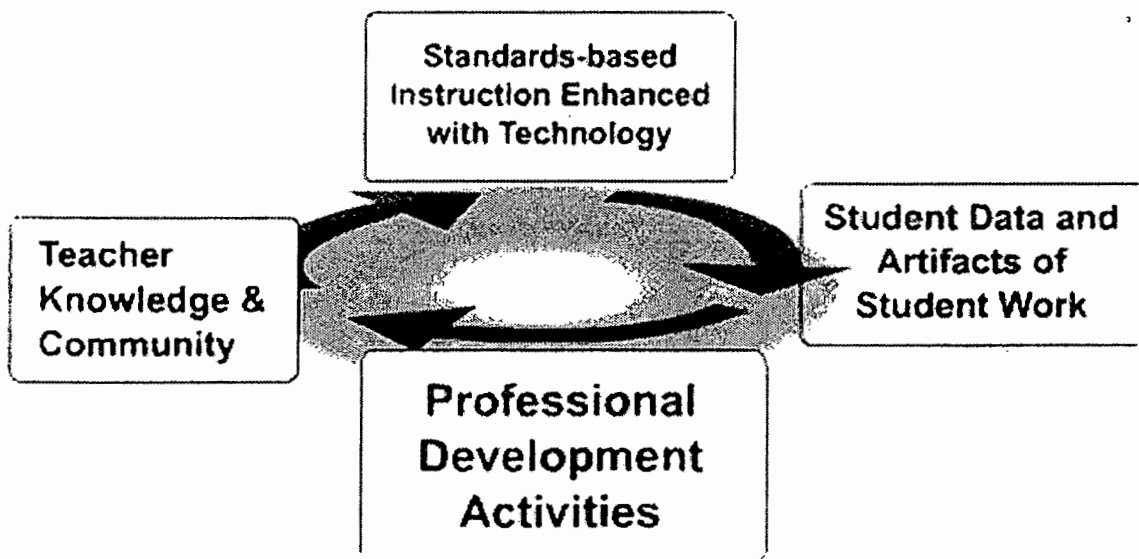 Standards-based
Instruction Enhanced
with Technology
Teacher
Knowledge &
Community
Student Data and
Artifacts of
Student Work
Professional
Development
Activities